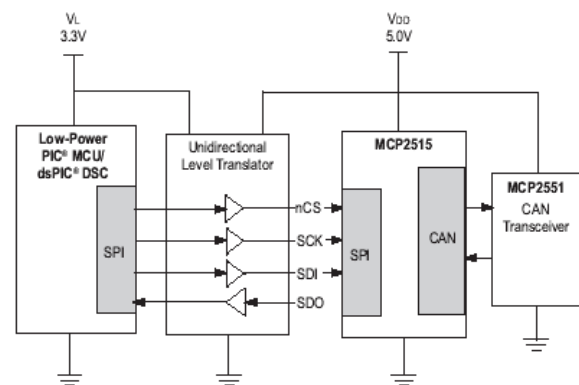 VL
3.3V
VDD
5.0V
Low-Power
PIC® MCU/
dsPIC® DSC
Unidirectional
Level Translator
MCP2515
MCP2551
CAN
Transceiver
SPI
nCS
SCK
SDI
SDO
SPI
CAN